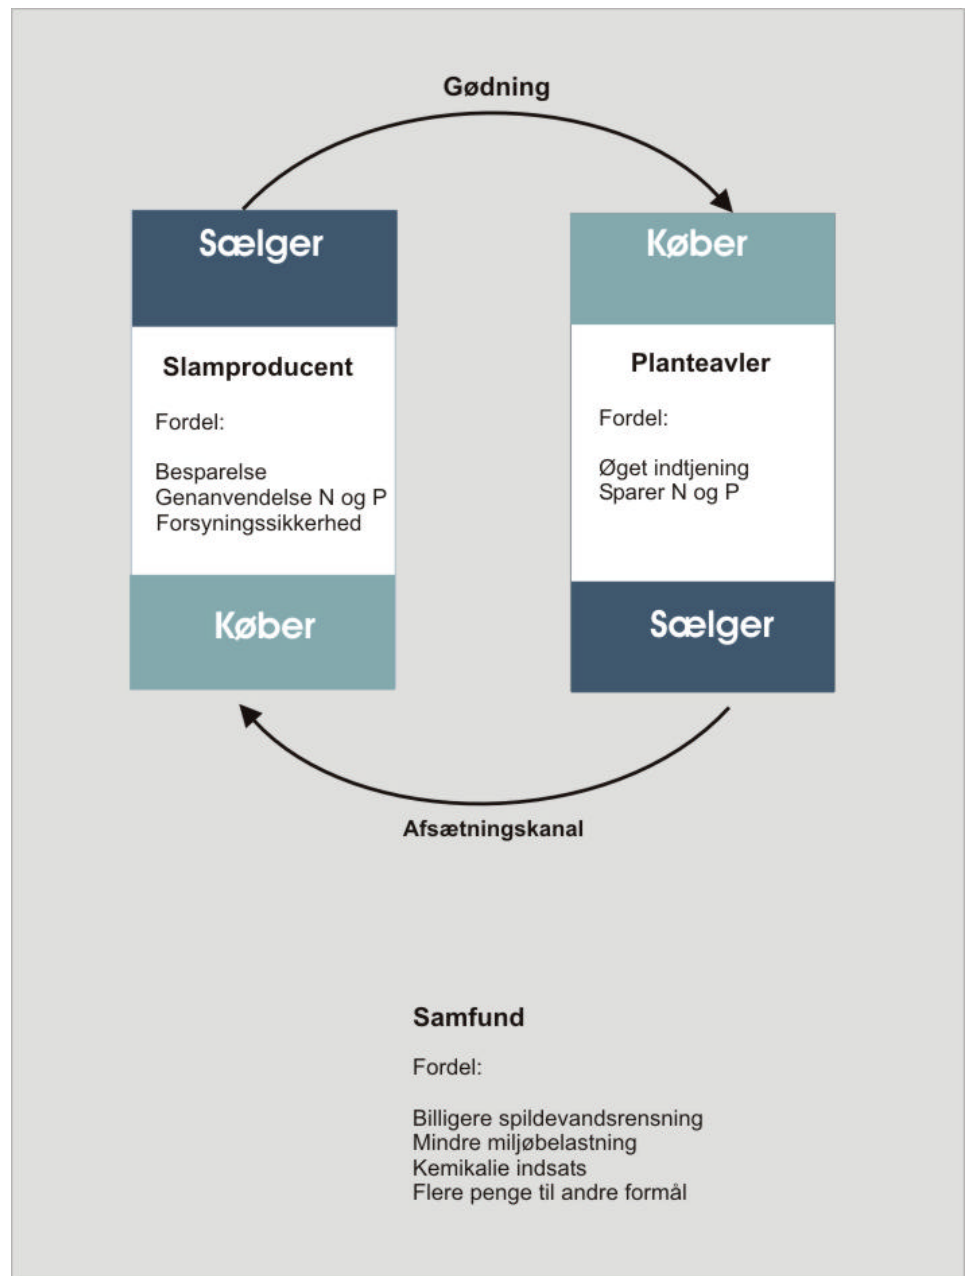 Gødning
Sælger
Slamproducent
Fordel:
Besparelse
Genanvendelse N og P
Forsyningssikkerhed
Køber
Køber
Planteavler
Fordel:
Øget indtjening
Sparer N og P
Sælger
Afsætningskanal
Samfund
Fordel:
Billigere spildevandsrensning
Mindre miljøbelastning
Kemikalie indsats
Flere penge til andre formål